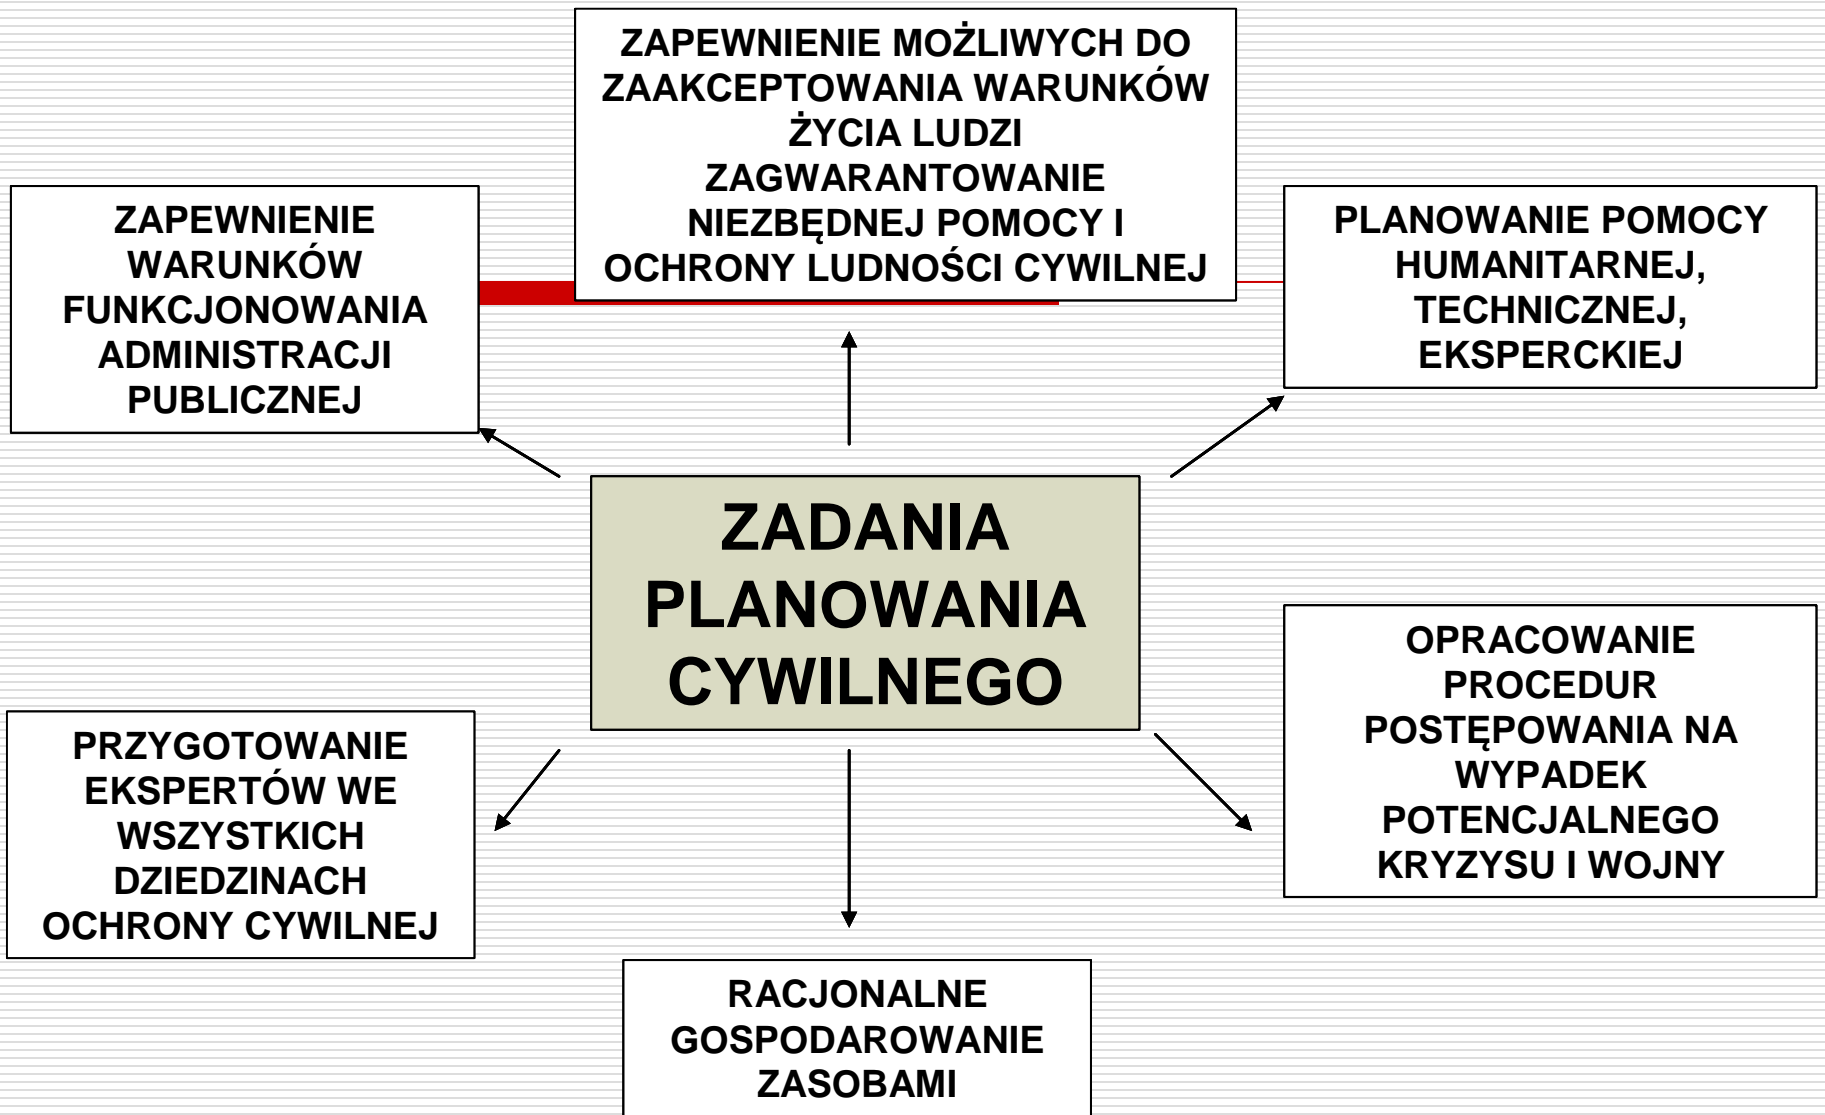 ZAPEWNIENIE MOŻLIWYCH DO
ZAAKCEPTOWANIA WARUNKÓW
ŻYCIA LUDZI
ZAGWARANTOWANIE
NIEZBĘDNEJ POMOCY I
OCHRONY LUDNOŚCI CYWILNEJ
ZAPEWNIENIE
WARUNKÓW
FUNKCJONOWANIA
ADMINISTRACJI
PUBLICZNEJ
PLANOWANIE POMOCY
HUMANITARNEJ,
TECHNICZNEJ,
EKSPERCKIEJ
ZADANIA
PLANOWANIA
CYWILNEGO
PRZYGOTOWANIE
EKSPERTÓW WE
WSZYSTKICH
DZIEDZINACH
OCHRONY CYWILNEJ
OPRACOWANIE
PROCEDUR
POSTĘPOWANIA NA
WYPADEK
POTENCJALNEGO
KRYZYSU I WOJNY
RACJONALNE
GOSPODAROWANIE
ZASOBAMI